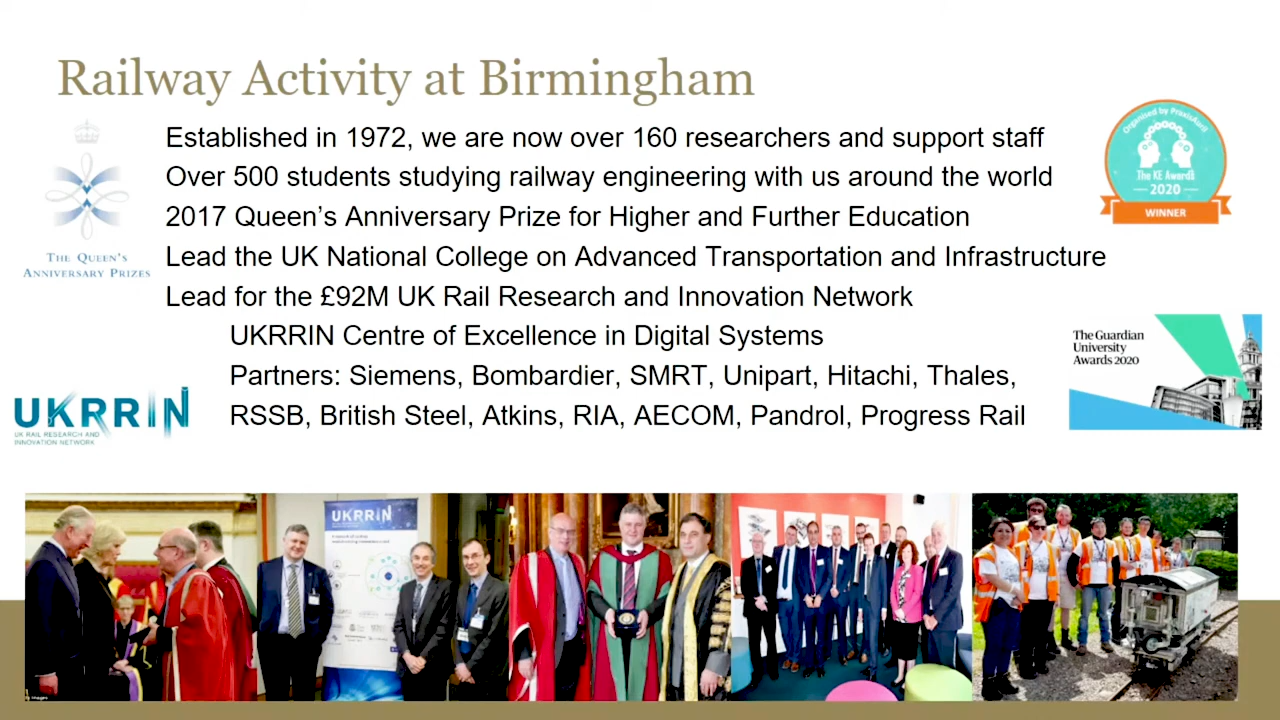 Railway Activity at Birmingham
Established in 1972, we are now over 160 researchers and support staff
Over 500 students studying railway engineering with us around the world
2017 Queen’s Anniversary Prize for Higher and Further Education
Lead the UK National College on Advanced Transportation and Infrastructure
Lead for the £92M UK Rail Research and Innovation Network
UKRRIN Centre of Excellence in Digital Systems
Partners: Siemens, Bombardier, SMRT, Unipart, Hitachi, Thales,
RSSB, British Steel, Atkins, RIA, AECOM, Pandrol, Progress Rail
THE QUEEN'S
ANNIVERSARY PRIZES
UKRRIN
UK RAIL RESEARCH AND
INNOVATION NETWORK
Organised by PraxisAuril
The KE Awards
2020
WINNER
The Guardian
University
Awards 2020
UKRRIN